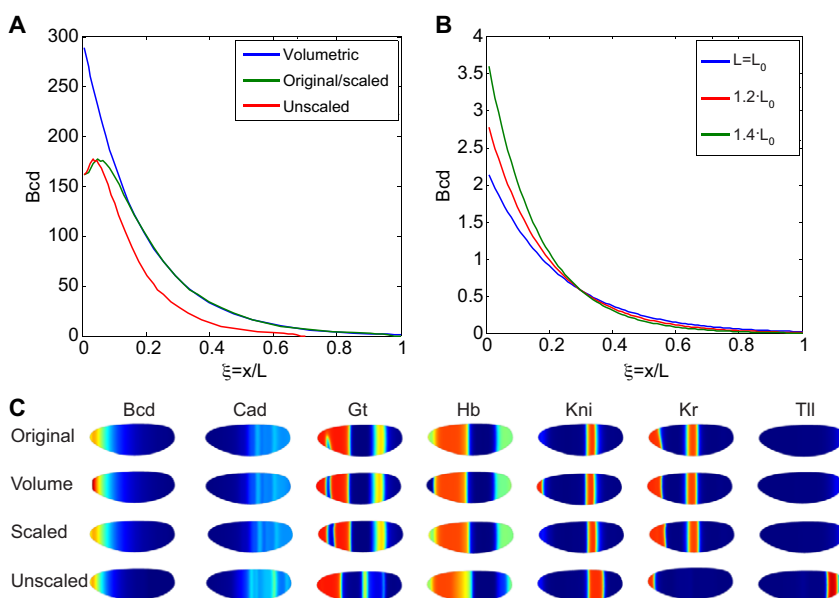 A
300
250
200
150
100
50
0
Bcd
0 0.2 0.4 0.6 0.8 1
ξ=x/L
Volumetric
Original/scaled
Unscaled
B
4
3.5
3
2.5
2
1.5
1
0.5
0
Bcd
0 0.2 0.4 0.6 0.8 1
ξ=x/L
L=L₀
1.2·L₀
1.4·L₀
C
Bcd Cad Gt Hb Kni Kr Tll
Original
Volume
Scaled
Unscaled